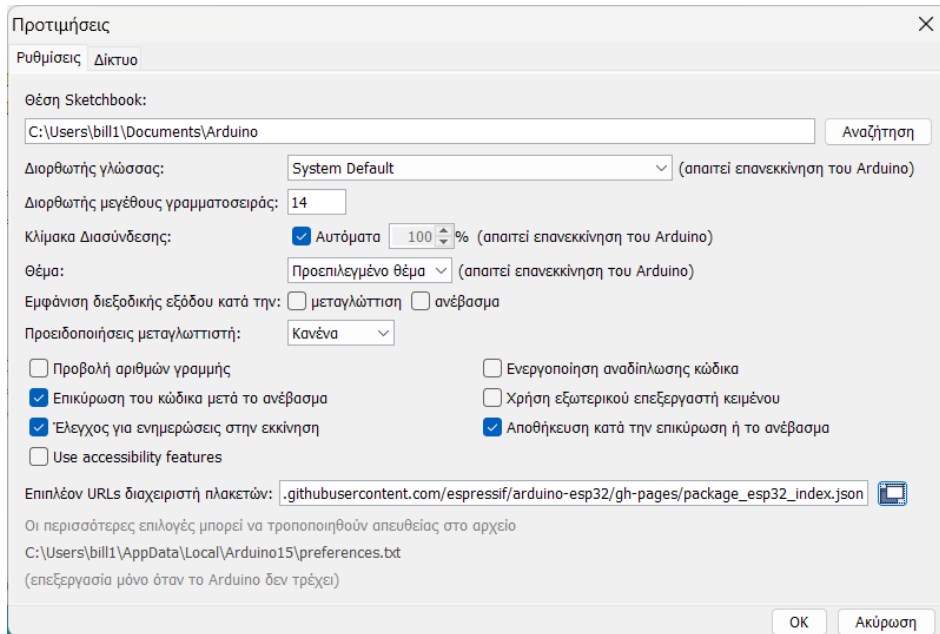 Προτιμήσεις
Ρυθμίσεις Δίκτυο
Θέση Sketchbook:
C:\Users\bill1\Documents\Arduino Αναζήτηση
Διορθωτής γλώσσας: System Default (απαιτεί επανεκκίνηση του Arduino)
Διορθωτής μεγέθους γραμματοσειράς: 14
Κλίμακα Διασύνδεσης: Αυτόματα 100 % (απαιτεί επανεκκίνηση του Arduino)
Θέμα: Προεπιλεγμένο θέμα (απαιτεί επανεκκίνηση του Arduino)
Εμφάνιση διεξοδικής εξόδου κατά την: μεταγλώττιση ανέβασμα
Προειδοποιήσεις μεταγλωττιστή: Κανένα
Προβολή αριθμών γραμμής Ενεργοποίηση αναδίπλωσης κώδικα
Επικύρωση του κώδικα μετά το ανέβασμα Χρήση εξωτερικού επεξεργαστή κειμένου
Έλεγχος για ενημερώσεις στην εκκίνηση Αποθήκευση κατά την επικύρωση ή το ανέβασμα
Use accessibility features
Επιπλέον URLs διαχειριστή πλακετών: .githubusercontent.com/espressif/arduino-esp32/gh-pages/package_esp32_index.json
Οι περισσότερες επιλογές μπορεί να τροποποιηθούν απευθείας στο αρχείο
C:\Users\bill1\AppData\Local\Arduino15\preferences.txt
(επεξεργασία μόνο όταν το Arduino δεν τρέχει)
OK Ακύρωση